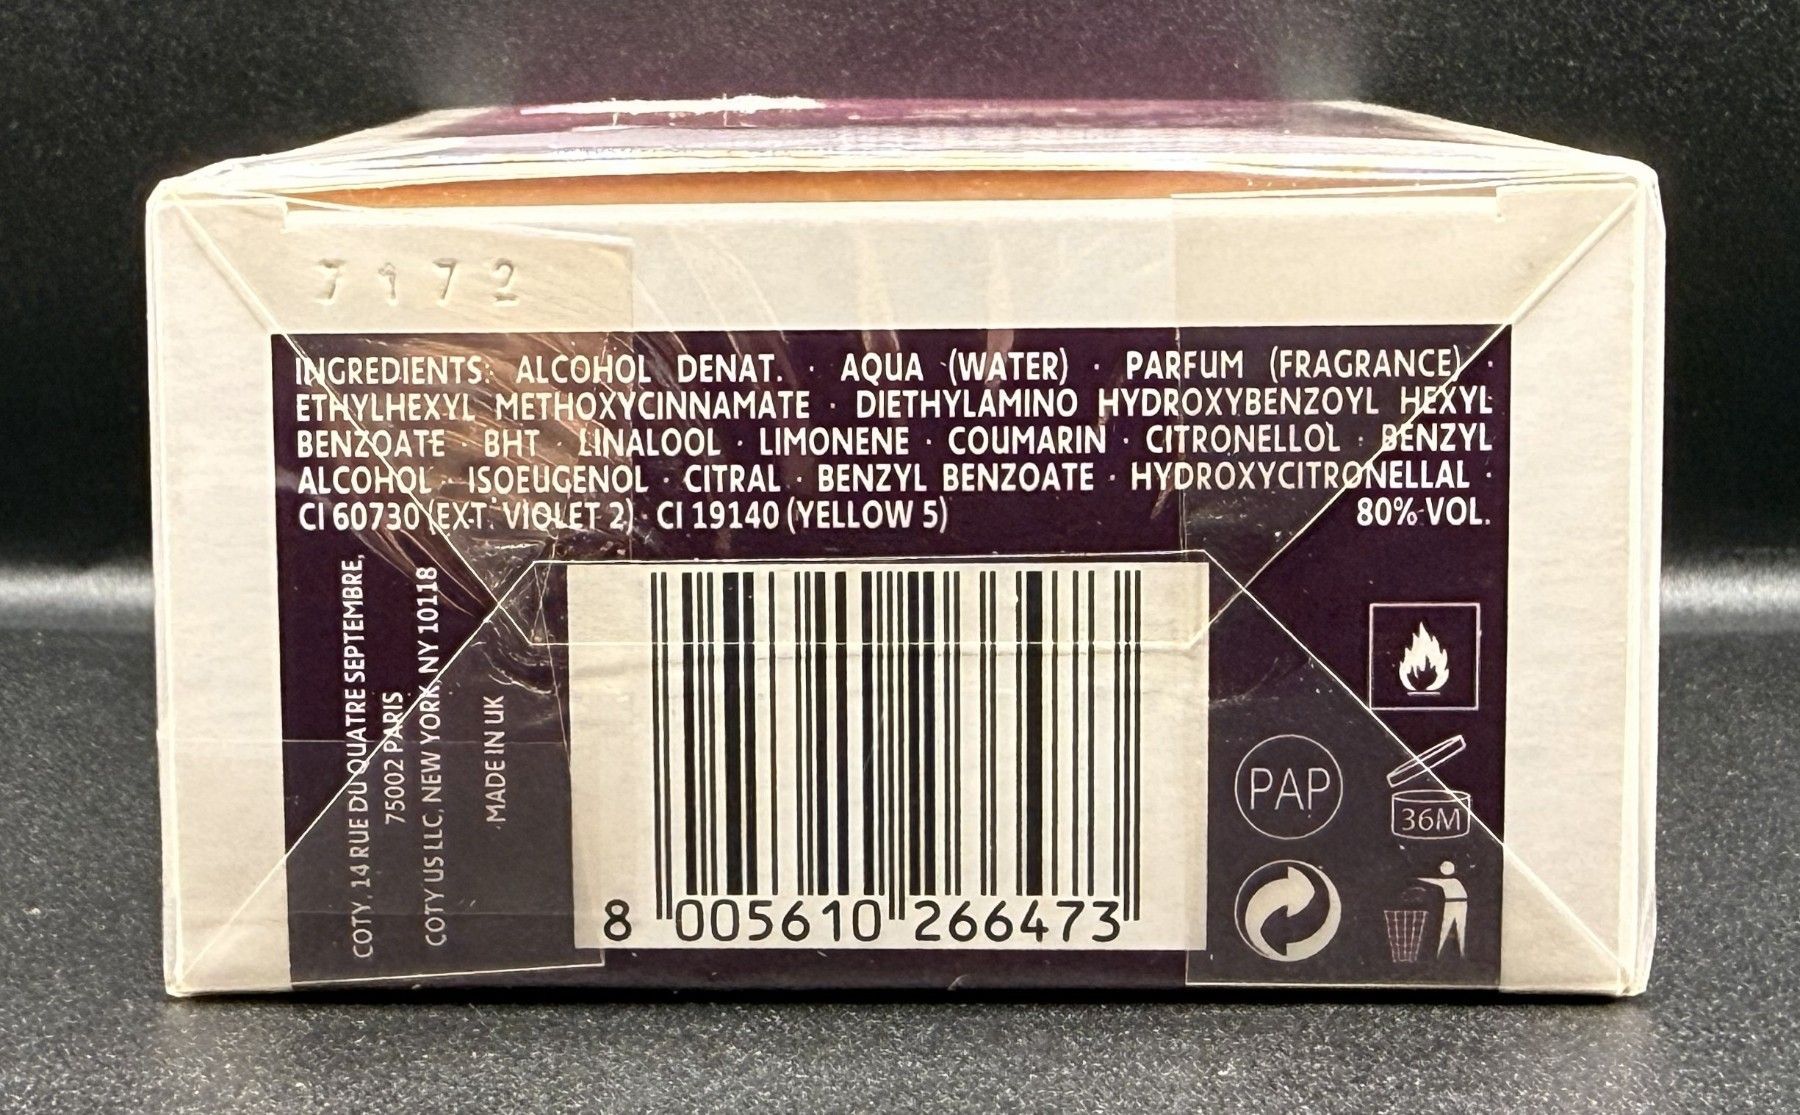 7172
INGREDIENTS: ALCOHOL DENAT. · AQUA (WATER) · PARFUM (FRAGRANCE) ·
ETHYLHEXYL METHOXYCINNAMATE · DIETHYLAMINO HYDROXYBENZOYL HEXYL
BENZOATE · BHT · LINALOOL · LIMONENE · COUMARIN · CITRONELLOL · BENZYL
ALCOHOL · ISOEUGENOL · CITRAL · BENZYL BENZOATE · HYDROXYCITRONELLAL ·
CI 60730 (EXT. VIOLET 2) · CI 19140 (YELLOW 5) 80% VOL.
COTY, 14 RUE DU QUATRE SEPTEMBRE,
75002 PARIS
COTY US LLC, NEW YORK, NY 10118
MADE IN UK
8 005610 266473
PAP
36M